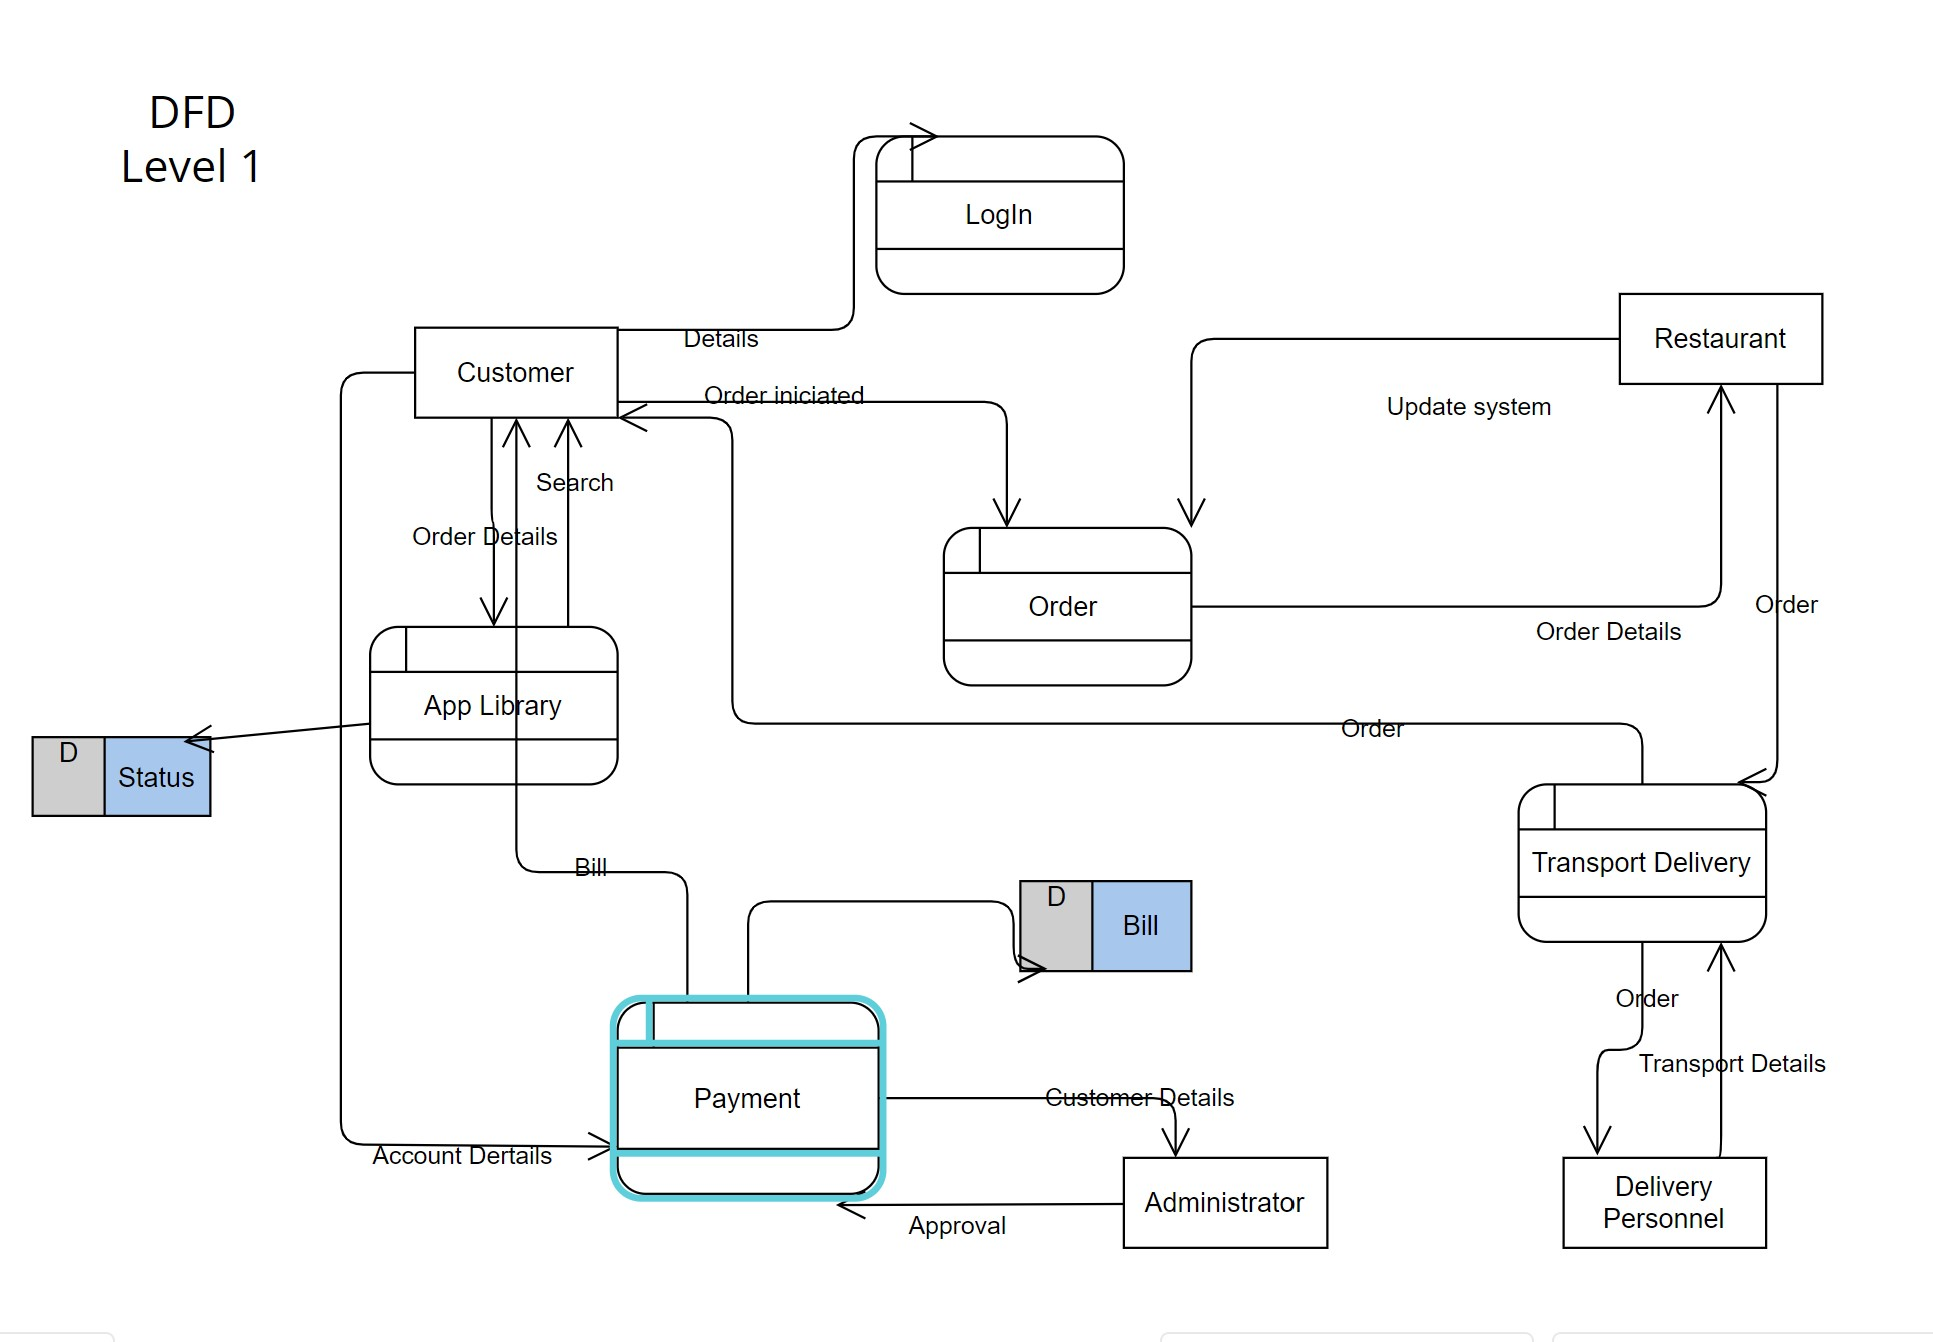 DFD
Level 1
LogIn
Details
Customer
Restaurant
Order iniciated
Update system
Search
Order Details
Order
Order Details
Order
App Library
Order
D
Status
Bill
D
Bill
Transport Delivery
Order
Transport Details
Payment
Customer Details
Account Dertails
Administrator
Approval
Delivery
Personnel